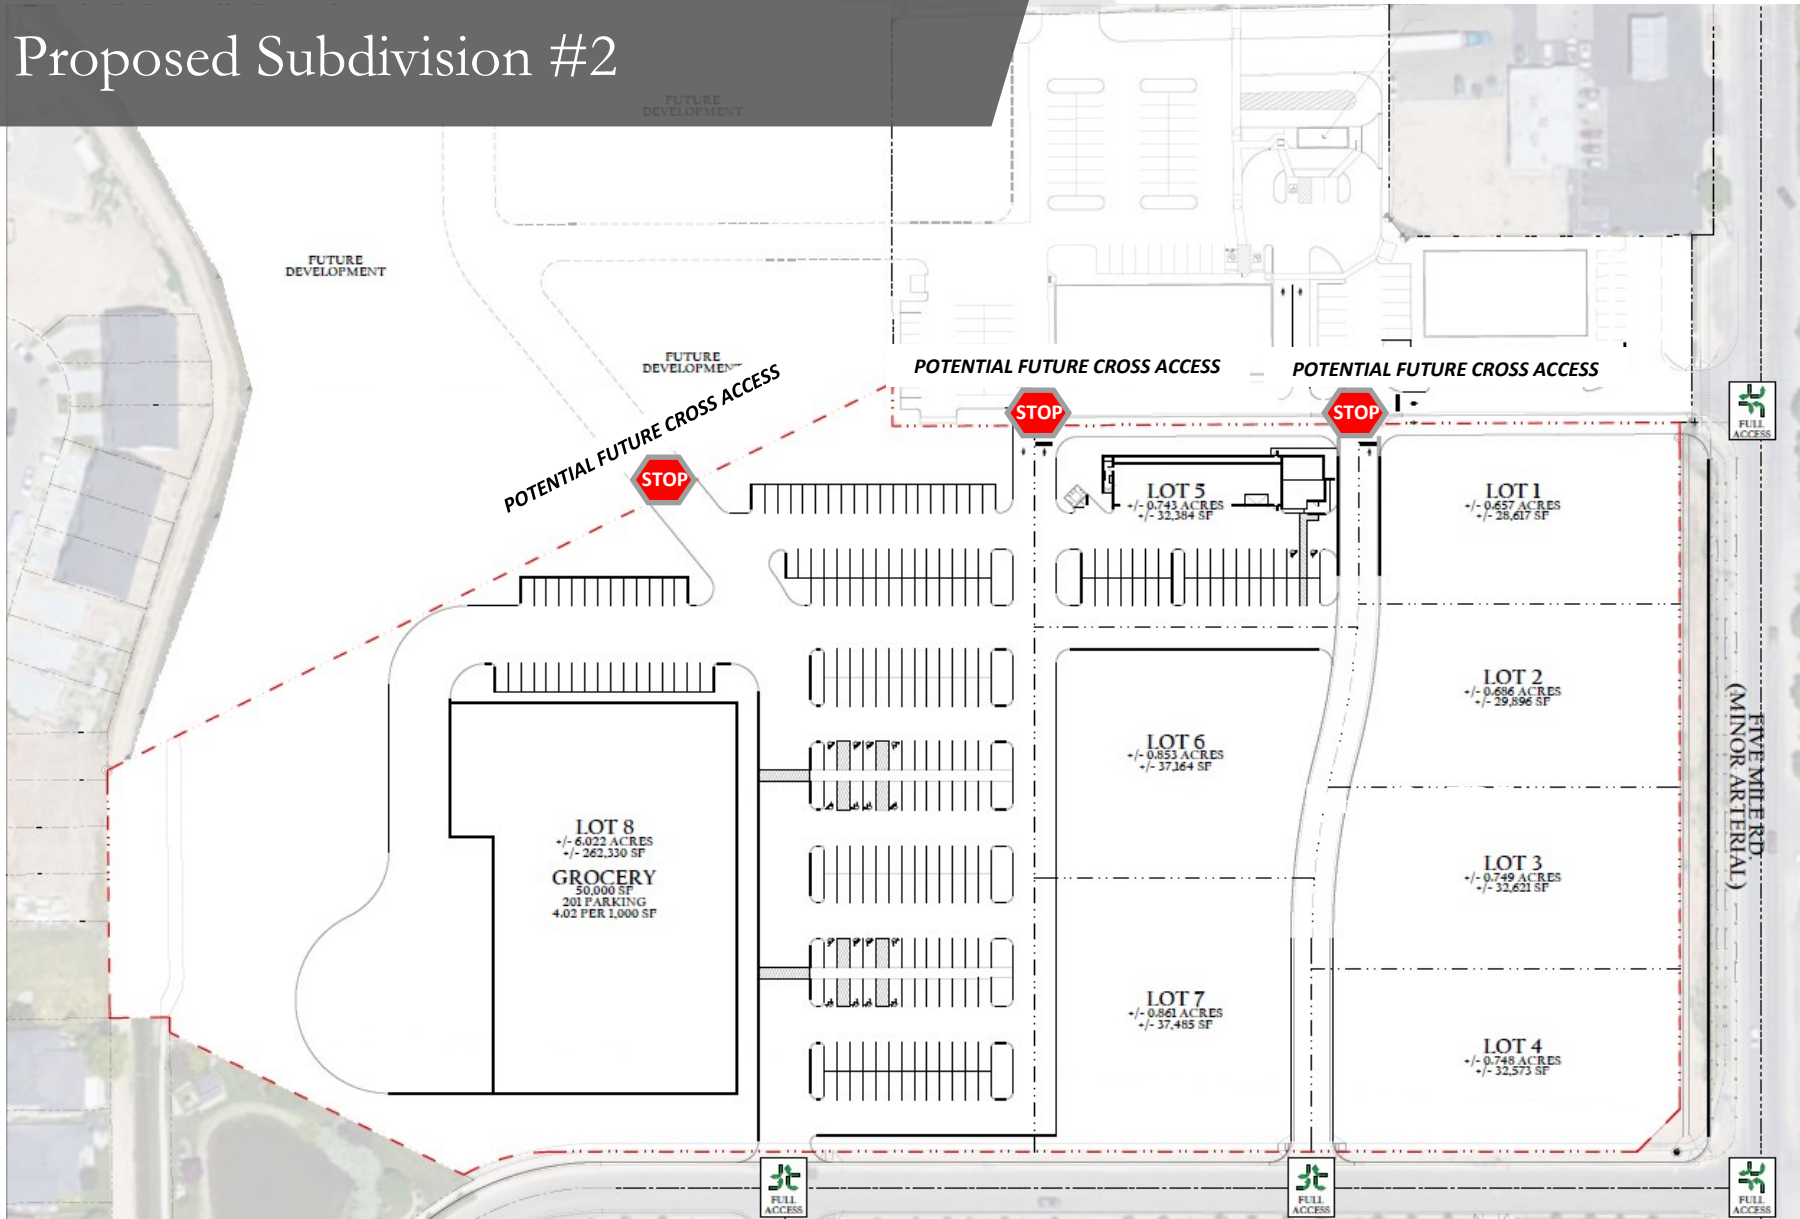 Proposed Subdivision #2
FUTURE
DEVELOPMENT
FUTURE
DEVELOPMENT
FUTURE
DEVELOPMENT
POTENTIAL FUTURE CROSS ACCESS
POTENTIAL FUTURE CROSS ACCESS
POTENTIAL FUTURE CROSS ACCESS
STOP
STOP
STOP
FULL
ACCESS
LOT 5
+/- 0.743 ACRES
+/- 32,384 SF
LOT 1
+/- 0.657 ACRES
+/- 28,617 SF
LOT 2
+/- 0.686 ACRES
+/- 29,896 SF
LOT 6
+/- 0.853 ACRES
+/- 37,164 SF
FIVE MILE RD.
(MINOR ARTERIAL)
LOT 8
+/- 6.022 ACRES
+/- 262,330 SF
GROCERY
50,000 SF
201 PARKING
4.02 PER 1,000 SF
LOT 3
+/- 0.749 ACRES
+/- 32,621 SF
LOT 7
+/- 0.861 ACRES
+/- 37,485 SF
LOT 4
+/- 0.748 ACRES
+/- 32,573 SF
FULL
ACCESS
FULL
ACCESS
FULL
ACCESS